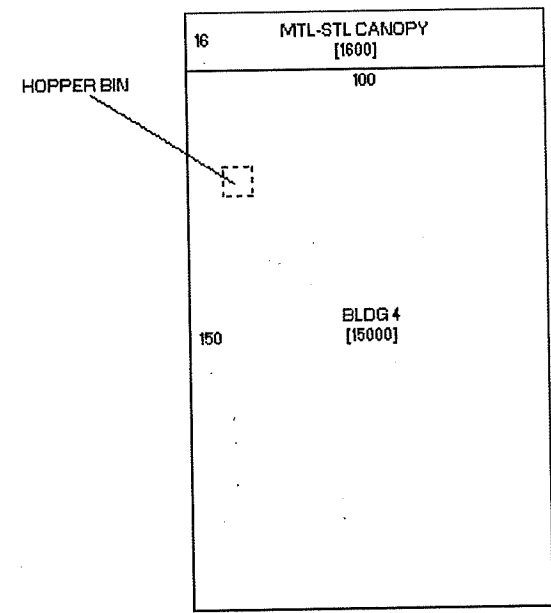 16
MTL-STL CANOPY
[1600]
100
HOPPER BIN
BLDG 4
[15000]
150